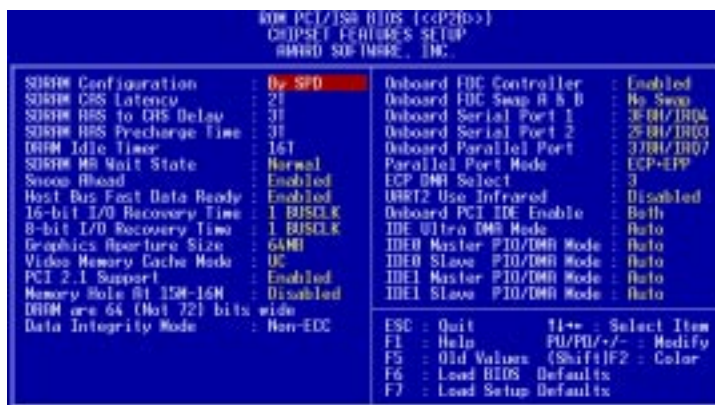 ROM PCI/ISA BIOS (<<P2B>>)
CHIPSET FEATURES SETUP
AWARD SOFTWARE, INC.
SDRAM Configuration : By SPD
SDRAM CAS Latency : 2T
SDRAM RAS to CAS Delay : 3T
SDRAM RAS Precharge Time : 3T
DRAM Idle Timer : 16T
SDRAM MA Wait State : Normal
Snoop Ahead : Enabled
Host Bus Fast Data Ready : Enabled
16-bit I/O Recovery Time : 1 BUSCLK
8-bit I/O Recovery Time : 1 BUSCLK
Graphics Aperture Size : 64MB
Video Memory Cache Mode : UC
PCI 2.1 Support : Enabled
Memory Hole At 15M-16M : Disabled
DRAM are 64 (Not 72) bits wide
Data Integrity Mode : Non-ECC
Onboard FDC Controller : Enabled
Onboard FDC Swap A & B : No Swap
Onboard Serial Port 1 : 3F8H/IRQ4
Onboard Serial Port 2 : 2F8H/IRQ3
Onboard Parallel Port : 378H/IRQ7
Parallel Port Mode : ECP+EPP
ECP DMA Select : 3
UART2 Use Infrared : Disabled
Onboard PCI IDE Enable : Both
IDE Ultra DMA Mode : Auto
IDE0 Master PIO/DMA Mode : Auto
IDE0 Slave PIO/DMA Mode : Auto
IDE1 Master PIO/DMA Mode : Auto
IDE1 Slave PIO/DMA Mode : Auto
ESC : Quit ↑↓→← : Select Item
F1 : Help PU/PD/+/- : Modify
F5 : Old Values (Shift)F2 : Color
F6 : Load BIOS Defaults
F7 : Load Setup Defaults